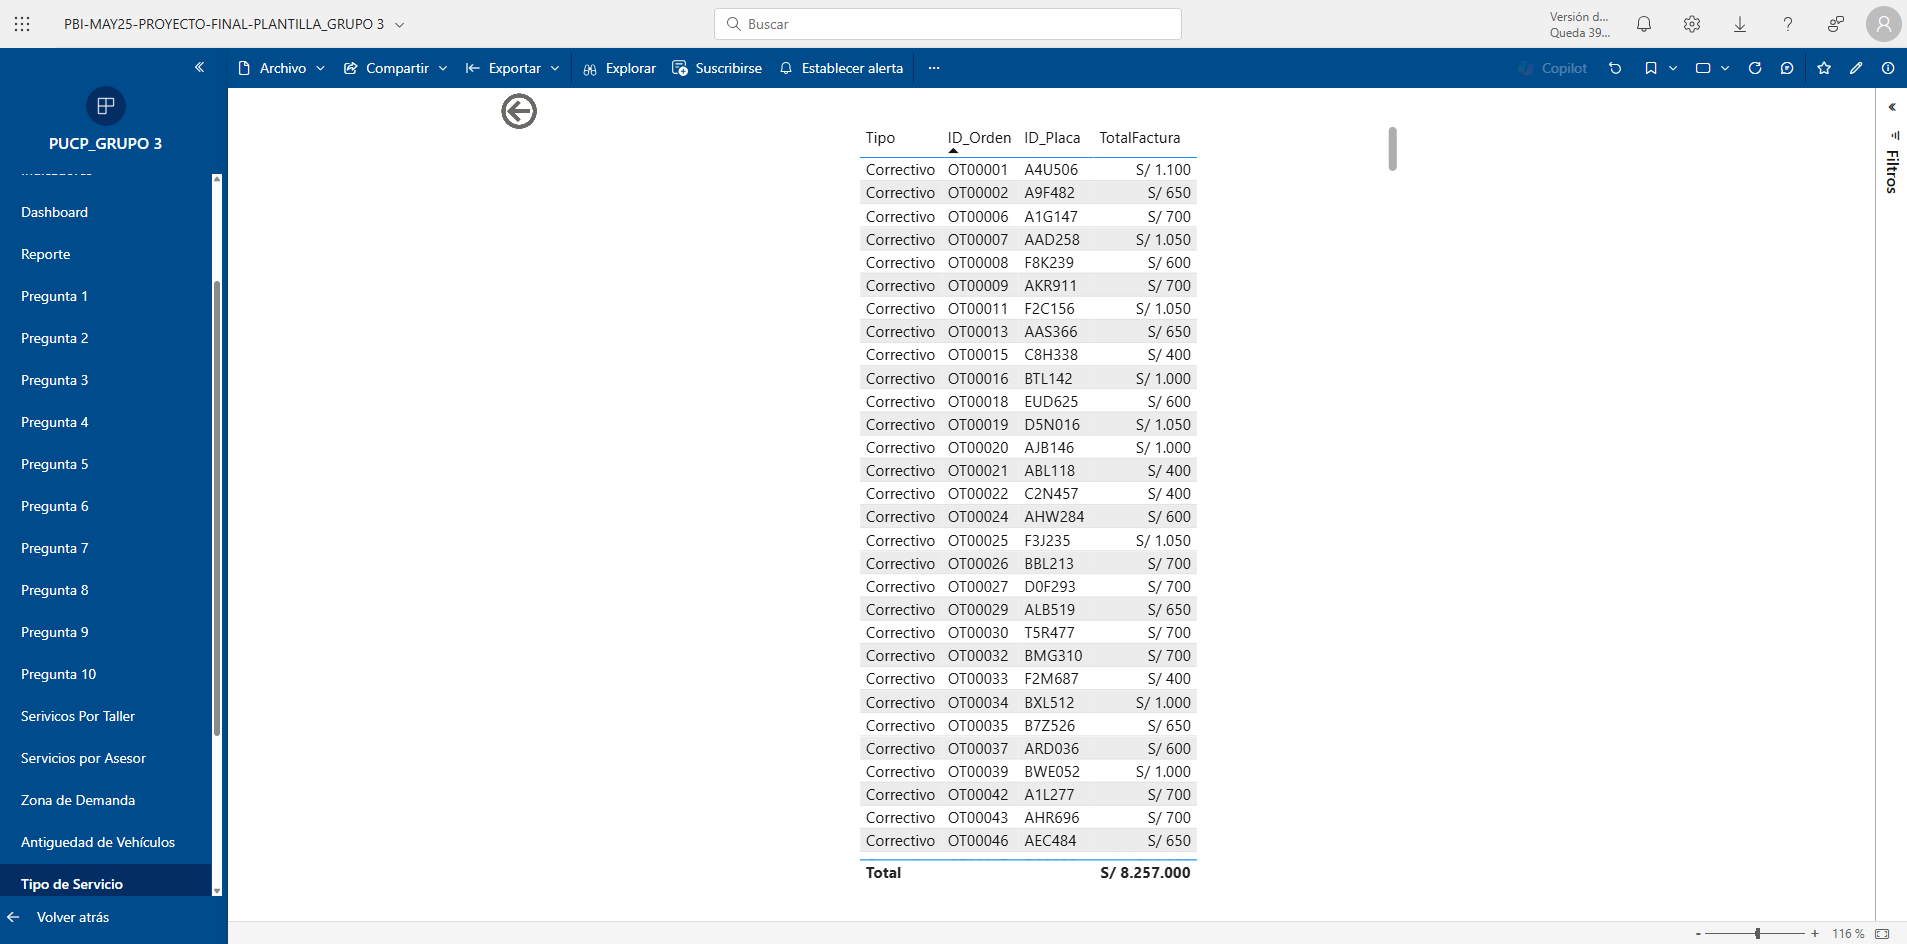 PBI-MAY25-PROYECTO-FINAL-PLANTILLA_GRUPO 3
Buscar
Versión d...
Queda 39...
Archivo
Compartir
Exportar
Explorar
Suscribirse
Establecer alerta
...
Copilot
PUCP_GRUPO 3
Dashboard
Reporte
Pregunta 1
Pregunta 2
Pregunta 3
Pregunta 4
Pregunta 5
Pregunta 6
Pregunta 7
Pregunta 8
Pregunta 9
Pregunta 10
Serivicos Por Taller
Servicios por Asesor
Zona de Demanda
Antiguedad de Vehículos
Tipo de Servicio
Volver atrás
Tipo ID_Orden ID_Placa TotalFactura
Correctivo OT00001 A4U506 S/ 1.100
Correctivo OT00002 A9F482 S/ 650
Correctivo OT00006 A1G147 S/ 700
Correctivo OT00007 AAD258 S/ 1.050
Correctivo OT00008 F8K239 S/ 600
Correctivo OT00009 AKR911 S/ 700
Correctivo OT00011 F2C156 S/ 1.050
Correctivo OT00013 AAS366 S/ 650
Correctivo OT00015 C8H338 S/ 400
Correctivo OT00016 BTL142 S/ 1.000
Correctivo OT00018 EUD625 S/ 600
Correctivo OT00019 D5N016 S/ 1.050
Correctivo OT00020 AJB146 S/ 1.000
Correctivo OT00021 ABL118 S/ 400
Correctivo OT00022 C2N457 S/ 400
Correctivo OT00024 AHW284 S/ 600
Correctivo OT00025 F3J235 S/ 1.050
Correctivo OT00026 BBL213 S/ 700
Correctivo OT00027 D0F293 S/ 700
Correctivo OT00029 ALB519 S/ 650
Correctivo OT00030 T5R477 S/ 700
Correctivo OT00032 BMG310 S/ 700
Correctivo OT00033 F2M687 S/ 400
Correctivo OT00034 BXL512 S/ 1.000
Correctivo OT00035 B7Z526 S/ 650
Correctivo OT00037 ARD036 S/ 600
Correctivo OT00039 BWE052 S/ 1.000
Correctivo OT00042 A1L277 S/ 700
Correctivo OT00043 AHR696 S/ 700
Correctivo OT00046 AEC484 S/ 650
Total S/ 8.257.000
Filtros
- + 116 %